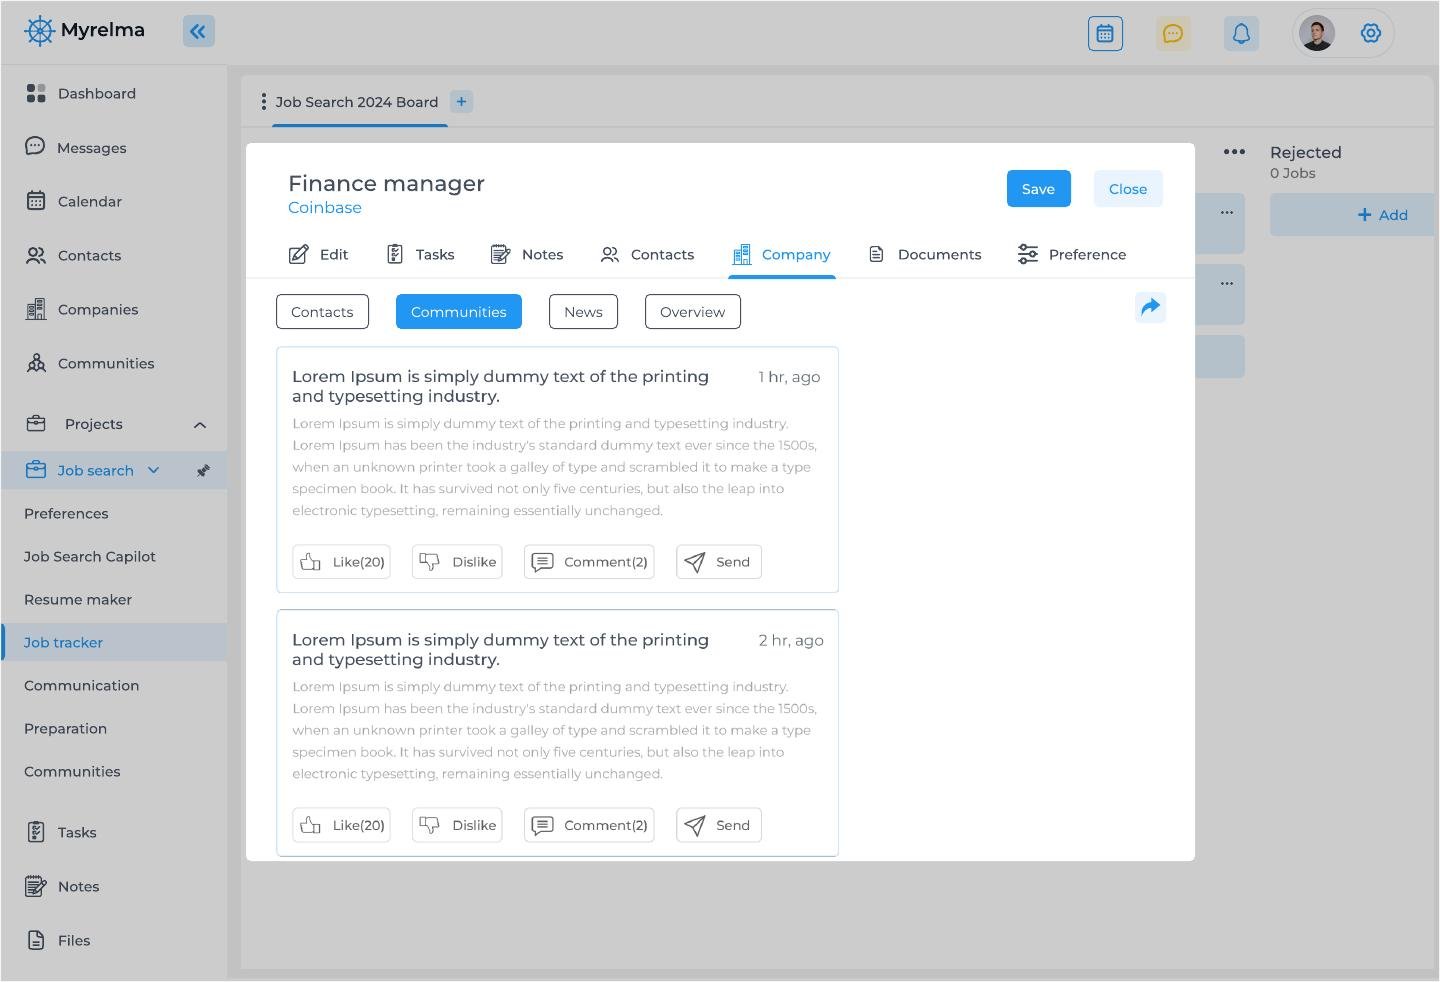 Myrelma
Dashboard
Messages
Calendar
Contacts
Companies
Communities
Projects
Job search
Preferences
Job Search Capilot
Resume maker
Job tracker
Communication
Preparation
Communities
Tasks
Notes
Files
Job Search 2024 Board
Rejected
0 Jobs
Add
Finance manager
Coinbase
Save
Close
Edit
Tasks
Notes
Contacts
Company
Documents
Preference
Contacts
Communities
News
Overview
Lorem Ipsum is simply dummy text of the printing
and typesetting industry.
1 hr, ago
Lorem Ipsum is simply dummy text of the printing and typesetting industry.
Lorem Ipsum has been the industry's standard dummy text ever since the 1500s,
when an unknown printer took a galley of type and scrambled it to make a type
specimen book. It has survived not only five centuries, but also the leap into
electronic typesetting, remaining essentially unchanged.
Like(20)
Dislike
Comment(2)
Send
Lorem Ipsum is simply dummy text of the printing
and typesetting industry.
2 hr, ago
Lorem Ipsum is simply dummy text of the printing and typesetting industry.
Lorem Ipsum has been the industry's standard dummy text ever since the 1500s,
when an unknown printer took a galley of type and scrambled it to make a type
specimen book. It has survived not only five centuries, but also the leap into
electronic typesetting, remaining essentially unchanged.
Like(20)
Dislike
Comment(2)
Send